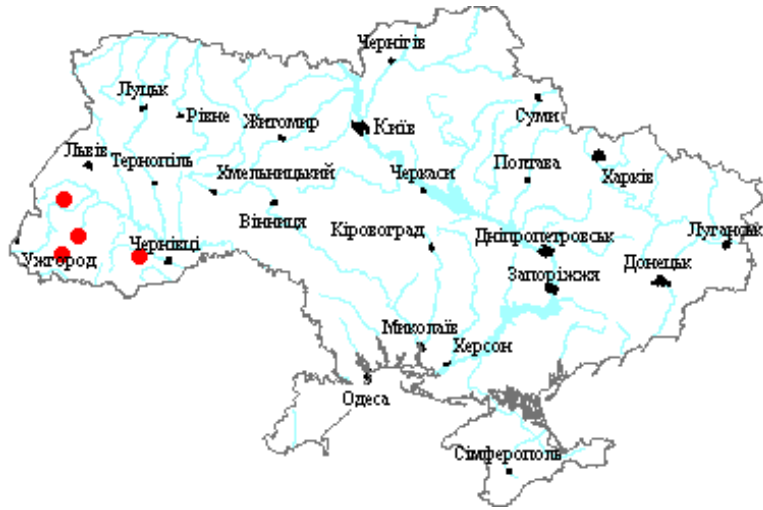 Чернігів
Луцьк
Рівне
Суми
Житомир
Київ
Львів
Тернопіль
Хмельницький
Черкаси
Полтава
Харків
Вінниця
Кіровоград
Дніпропетровськ
Луганськ
Чернівці
Ужгород
Донецьк
Запоріжжя
Миколаїв
Херсон
Одеса
Сімферополь